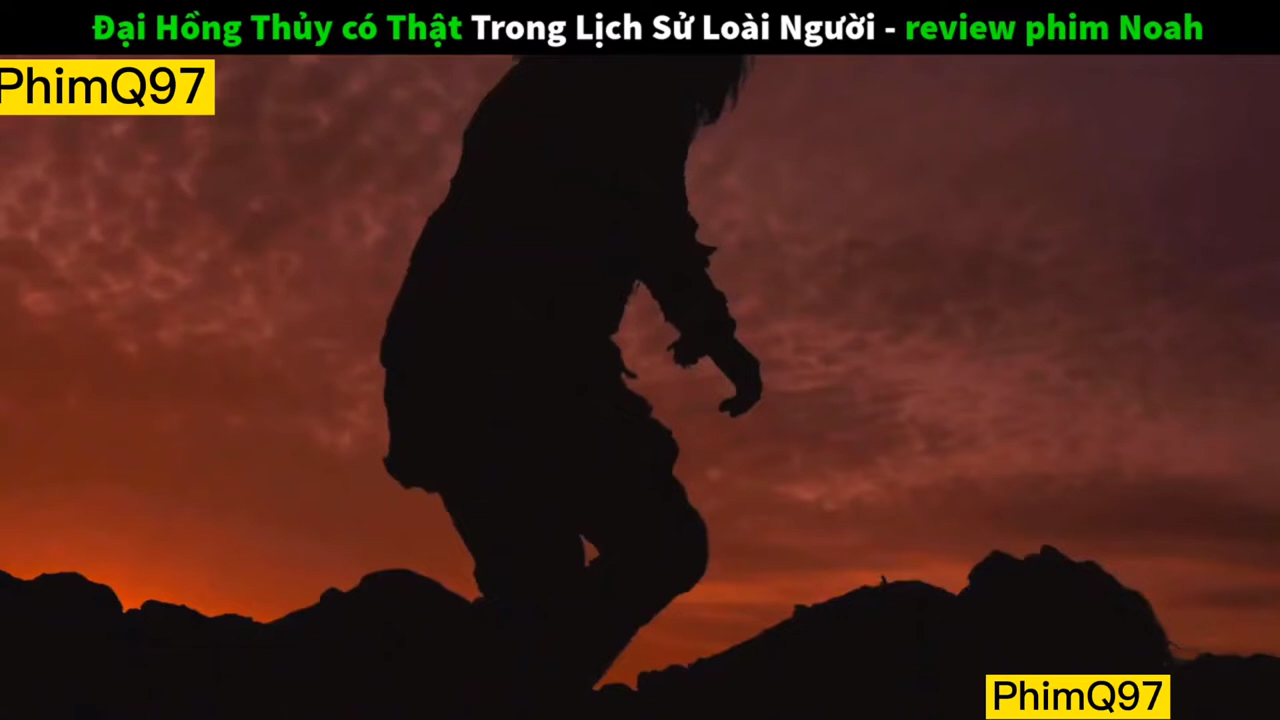 Đại Hồng Thủy có Thật Trong Lịch Sử Loài Người - review phim Noah
PhimQ97
PhimQ97